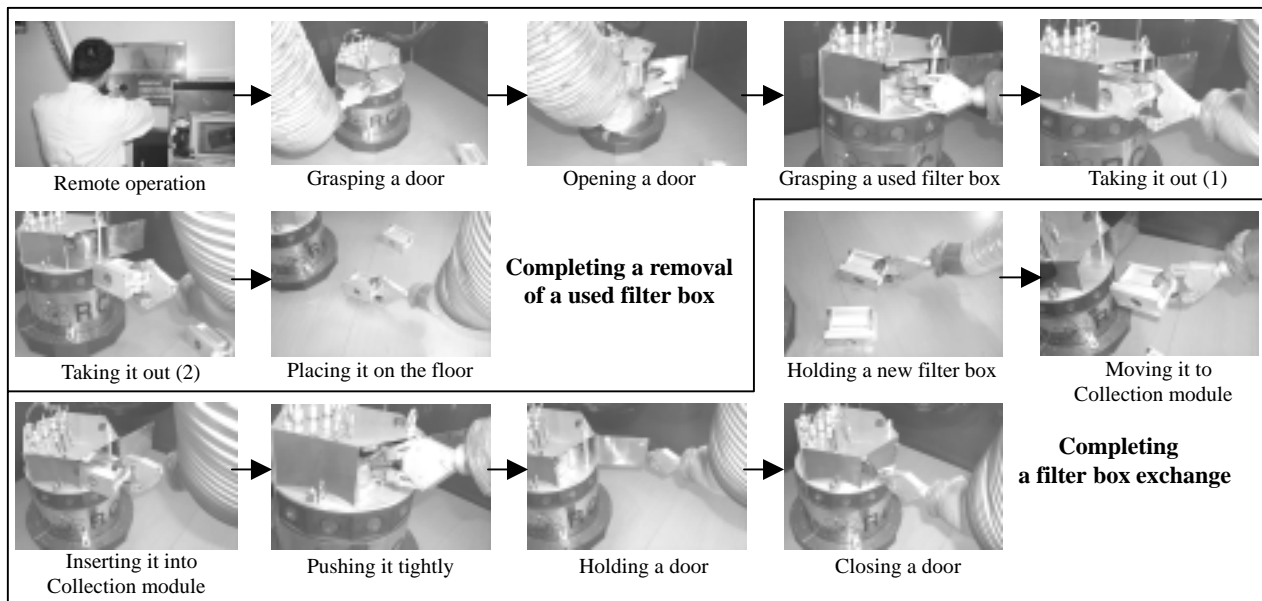 Remote operation
Grasping a door
Opening a door
Grasping a used filter box
Taking it out (1)
Taking it out (2)
Placing it on the floor
Completing a removal
of a used filter box
Holding a new filter box
Moving it to
Collection module
Inserting it into
Collection module
Pushing it tightly
Holding a door
Closing a door
Completing
a filter box exchange